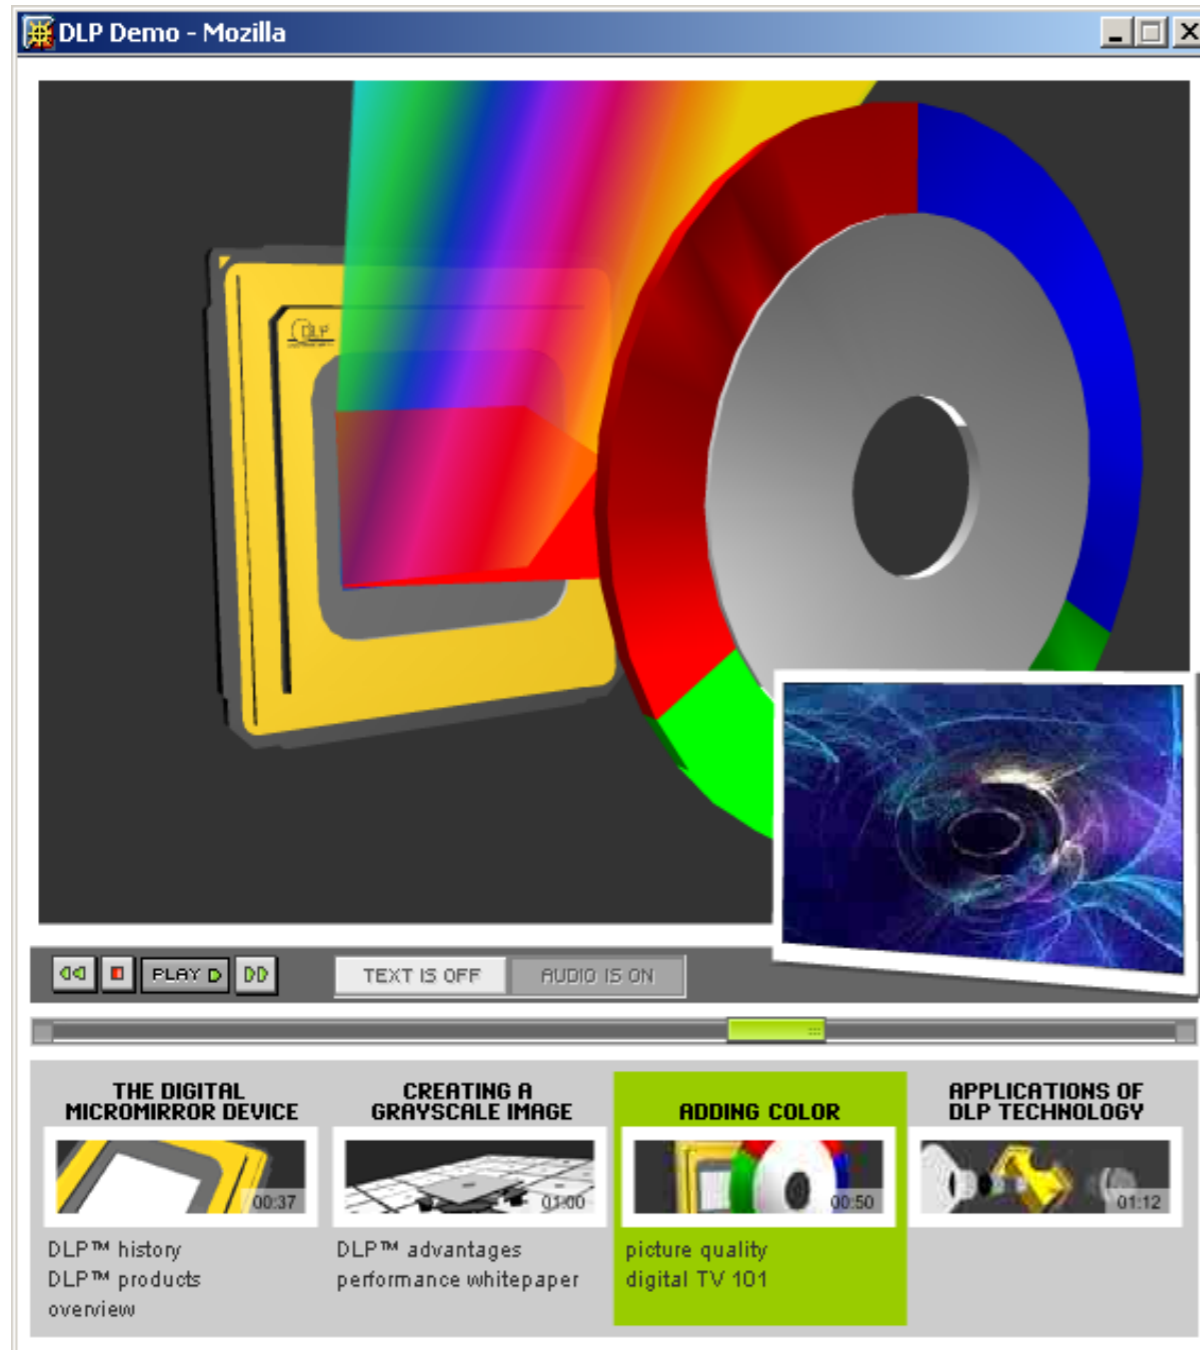 DLP Demo - Mozilla
DLP
PLAY
TEXT IS OFF
AUDIO IS ON
THE DIGITAL
MICROMIRROR DEVICE
00:37
DLP™ history
DLP™ products
overview
CREATING A
GRAYSCALE IMAGE
01:00
DLP™ advantages
performance whitepaper
ADDING COLOR
00:50
picture quality
digital TV 101
APPLICATIONS OF
DLP TECHNOLOGY
01:12